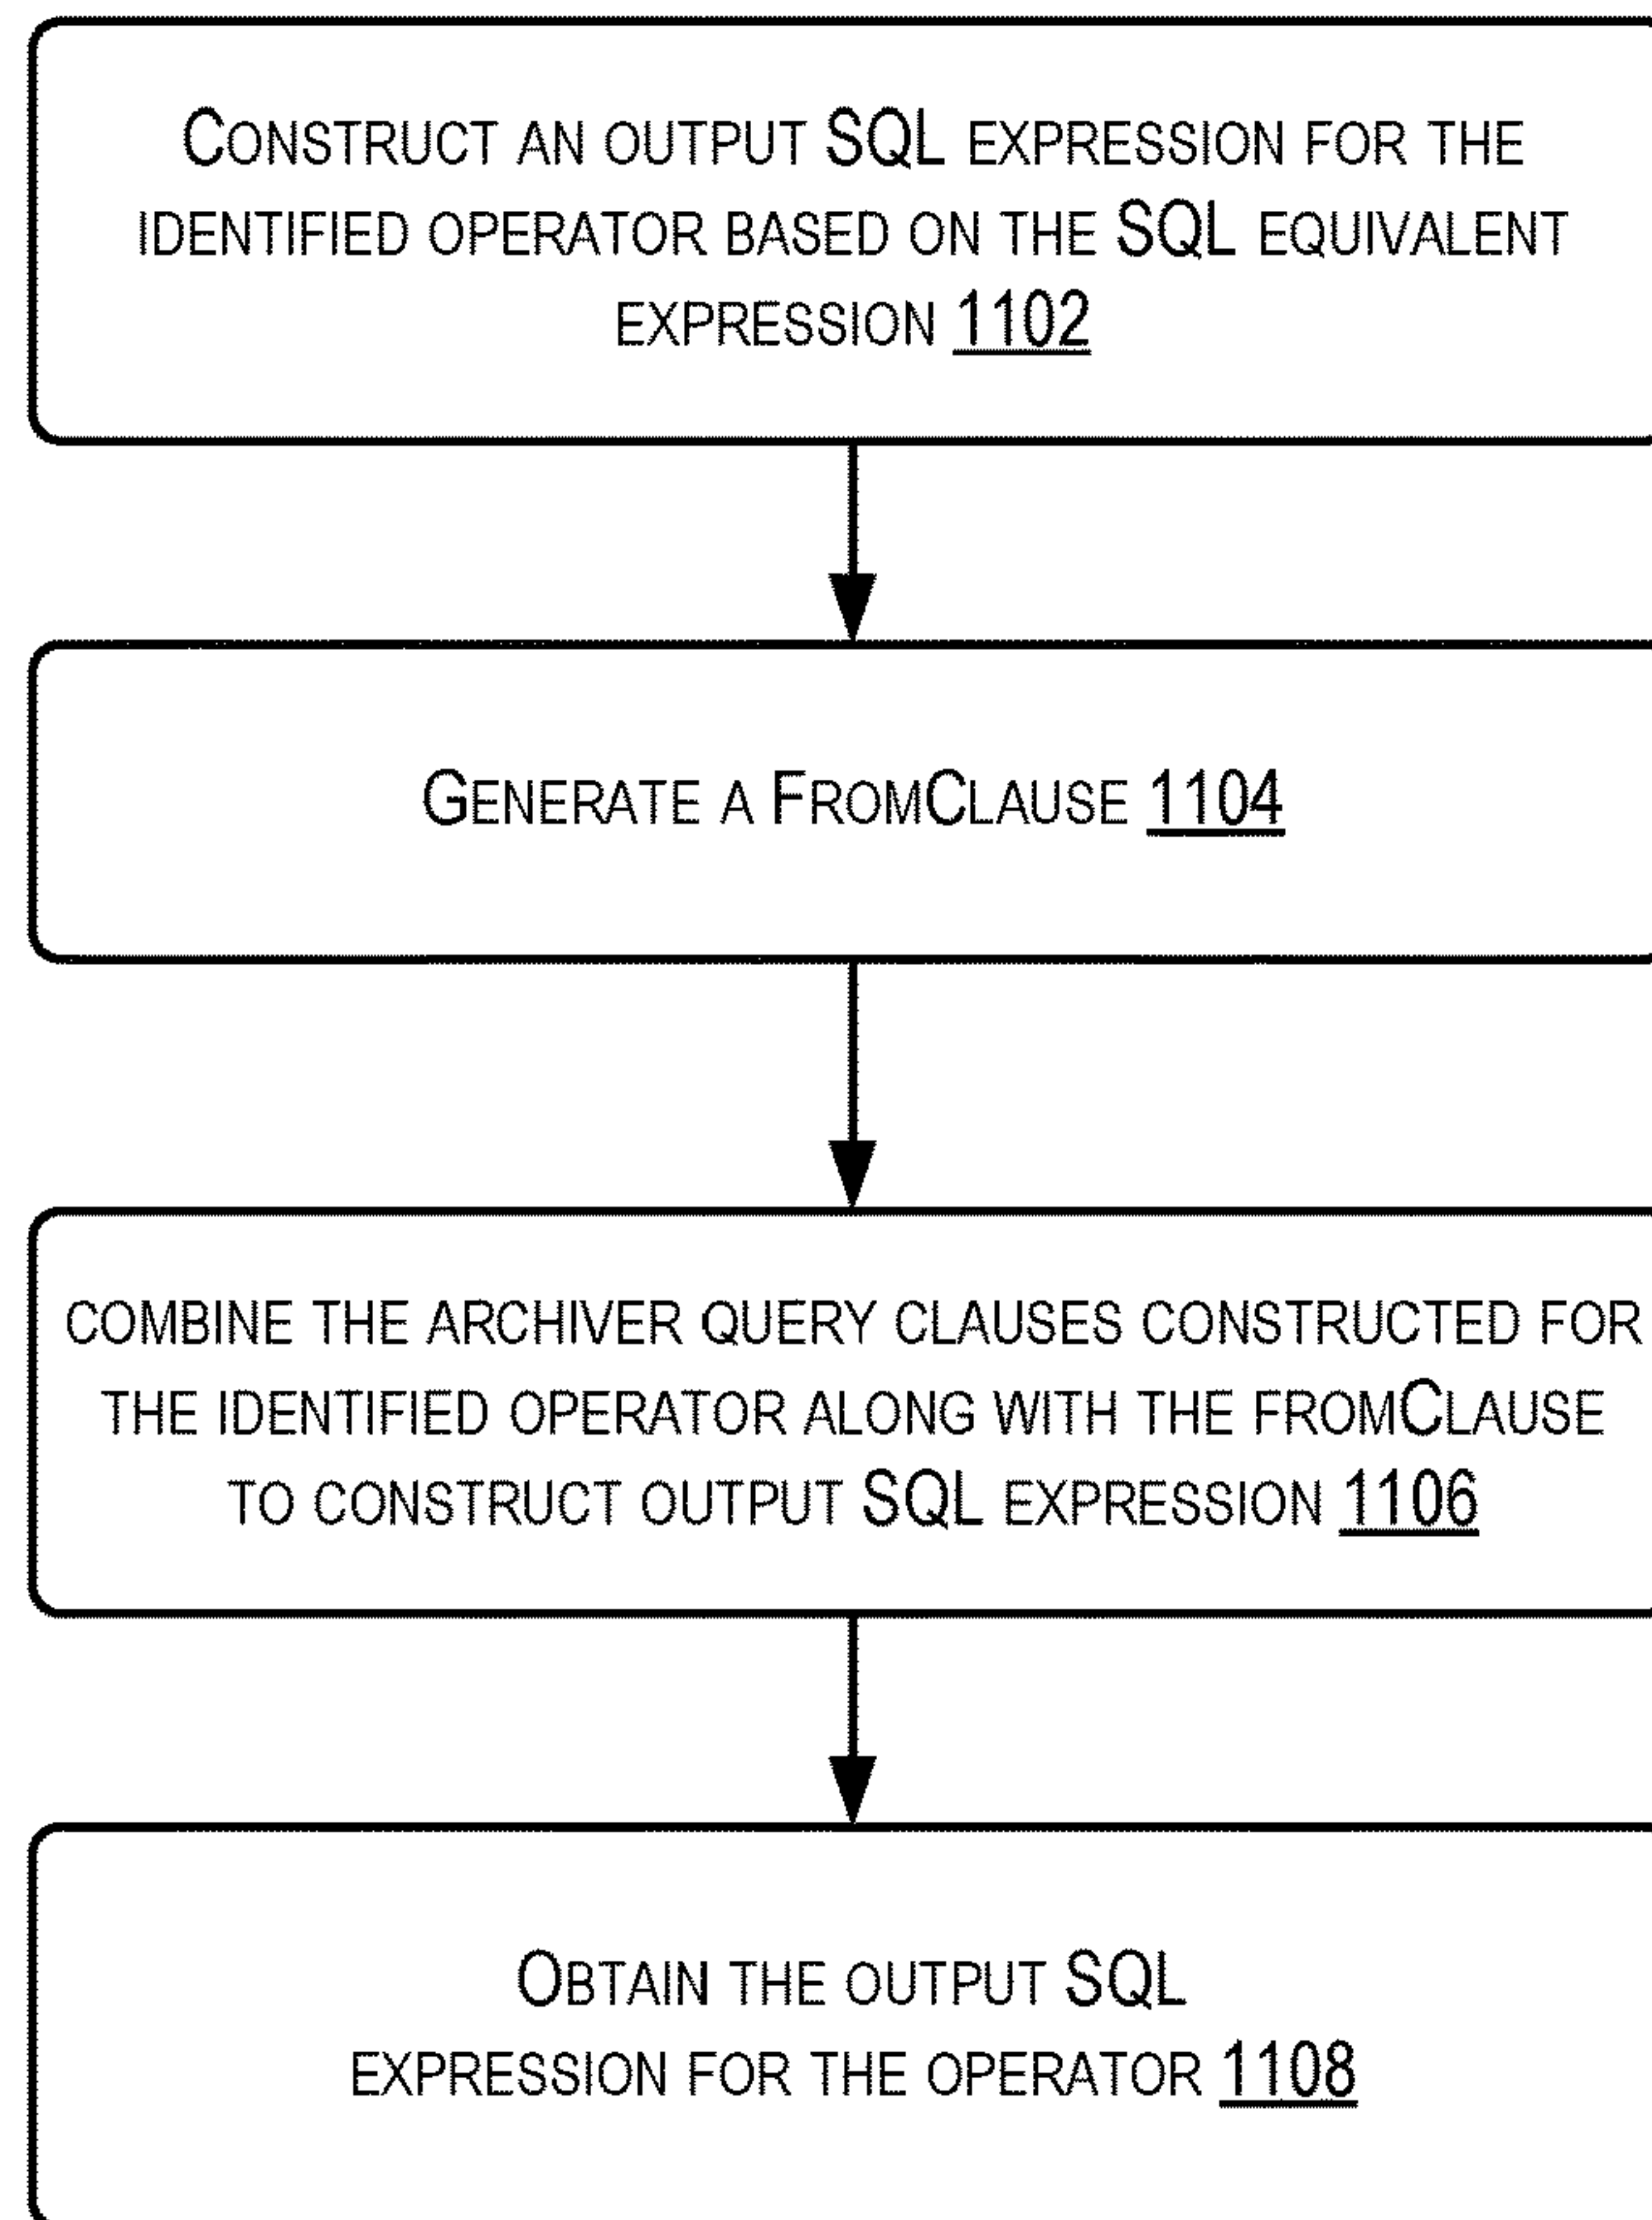 CONSTRUCT AN OUTPUT SQL EXPRESSION FOR THE
IDENTIFIED OPERATOR BASED ON THE SQL EQUIVALENT
EXPRESSION 1102
GENERATE A FROMCLAUSE 1104
COMBINE THE ARCHIVER QUERY CLAUSES CONSTRUCTED FOR
THE IDENTIFIED OPERATOR ALONG WITH THE FROMCLAUSE
TO CONSTRUCT OUTPUT SQL EXPRESSION 1106
OBTAIN THE OUTPUT SQL
EXPRESSION FOR THE OPERATOR 1108